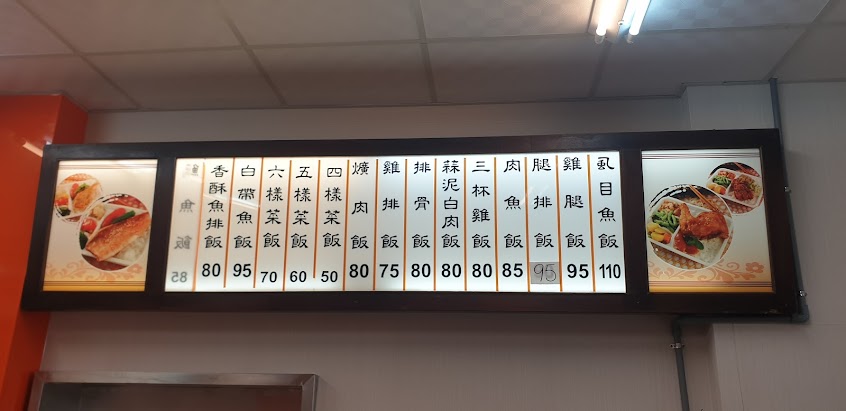 虱目魚飯 110
雞腿飯 95
腿排飯 95
肉魚飯 85
三杯雞飯 80
蒜泥白肉飯 80
排骨飯 80
雞排飯 75
爌肉飯 80
四樣菜飯 50
五樣菜飯 60
六樣菜飯 70
白帶魚飯 95
香酥魚排飯 80
魚飯 85